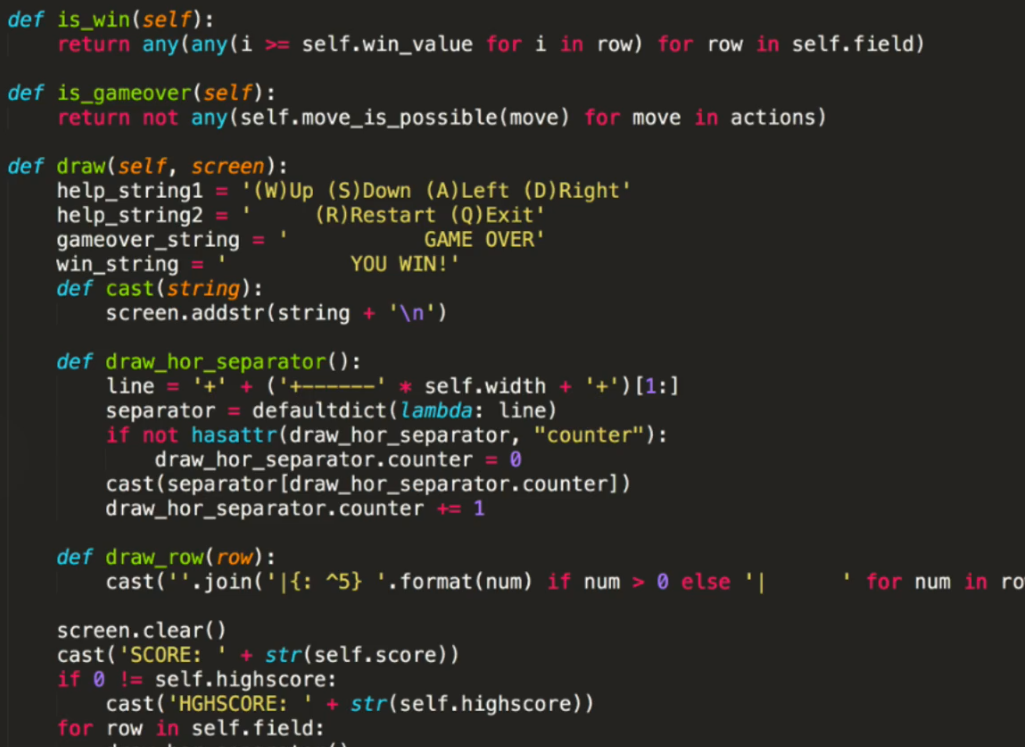 def is_win(self):
    return any(any(i >= self.win_value for i in row) for row in self.field)

def is_gameover(self):
    return not any(self.move_is_possible(move) for move in actions)

def draw(self, screen):
    help_string1 = '(W)Up (S)Down (A)Left (D)Right'
    help_string2 = '     (R)Restart (Q)Exit'
    gameover_string = '           GAME OVER'
    win_string = '          YOU WIN!'
    def cast(string):
        screen.addstr(string + '\n')

    def draw_hor_separator():
        line = '+' + ('+------' * self.width + '+')[1:]
        separator = defaultdict(lambda: line)
        if not hasattr(draw_hor_separator, "counter"):
            draw_hor_separator.counter = 0
        cast(separator[draw_hor_separator.counter])
        draw_hor_separator.counter += 1

    def draw_row(row):
        cast(''.join('|{: ^5} '.format(num) if num > 0 else '|      ' for num in ro

    screen.clear()
    cast('SCORE: ' + str(self.score))
    if 0 != self.highscore:
        cast('HGHSCORE: ' + str(self.highscore))
    for row in self.field: